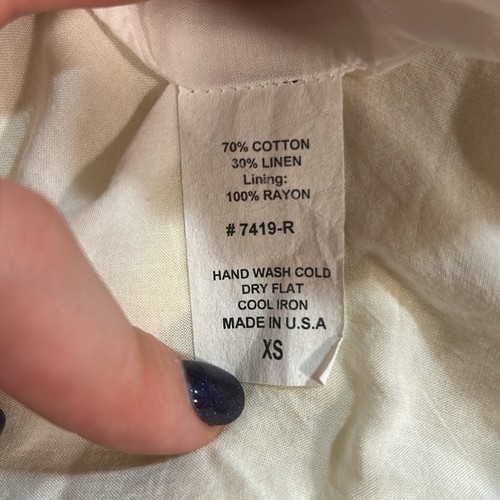 70% COTTON
30% LINEN
Lining:
100% RAYON
# 7419-R
HAND WASH COLD
DRY FLAT
COOL IRON
MADE IN U.S.A
XS